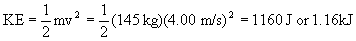 KE = 1/2 mv² = 1/2 (145 kg)(4.00 m/s)² = 1160 J or 1.16kJ